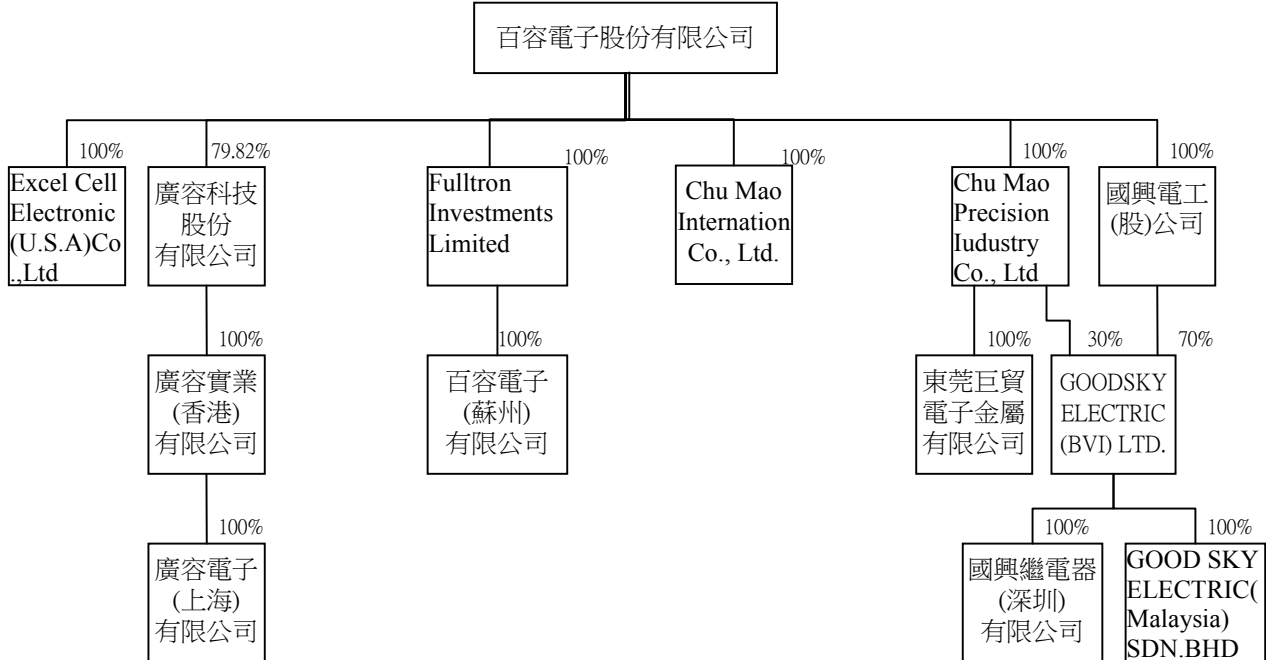 百容電子股份有限公司
100%
79.82%
100%
100%
100%
100%
Excel Cell
Electronic
(U.S.A)Co
.,Ltd
廣容科技
股份
有限公司
Fulltron
Investments
Limited
Chu Mao
Internation
Co., Ltd.
Chu Mao
Precision
Iudustry
Co., Ltd
國興電工
(股)公司
100%
100%
100%
30%
70%
廣容實業
(香港)
有限公司
百容電子
(蘇州)
有限公司
東莞巨貿
電子金屬
有限公司
GOODSKY
ELECTRIC
(BVI) LTD.
100%
100%
100%
廣容電子
(上海)
有限公司
國興繼電器
(深圳)
有限公司
GOOD SKY
ELECTRIC(
Malaysia)
SDN.BHD